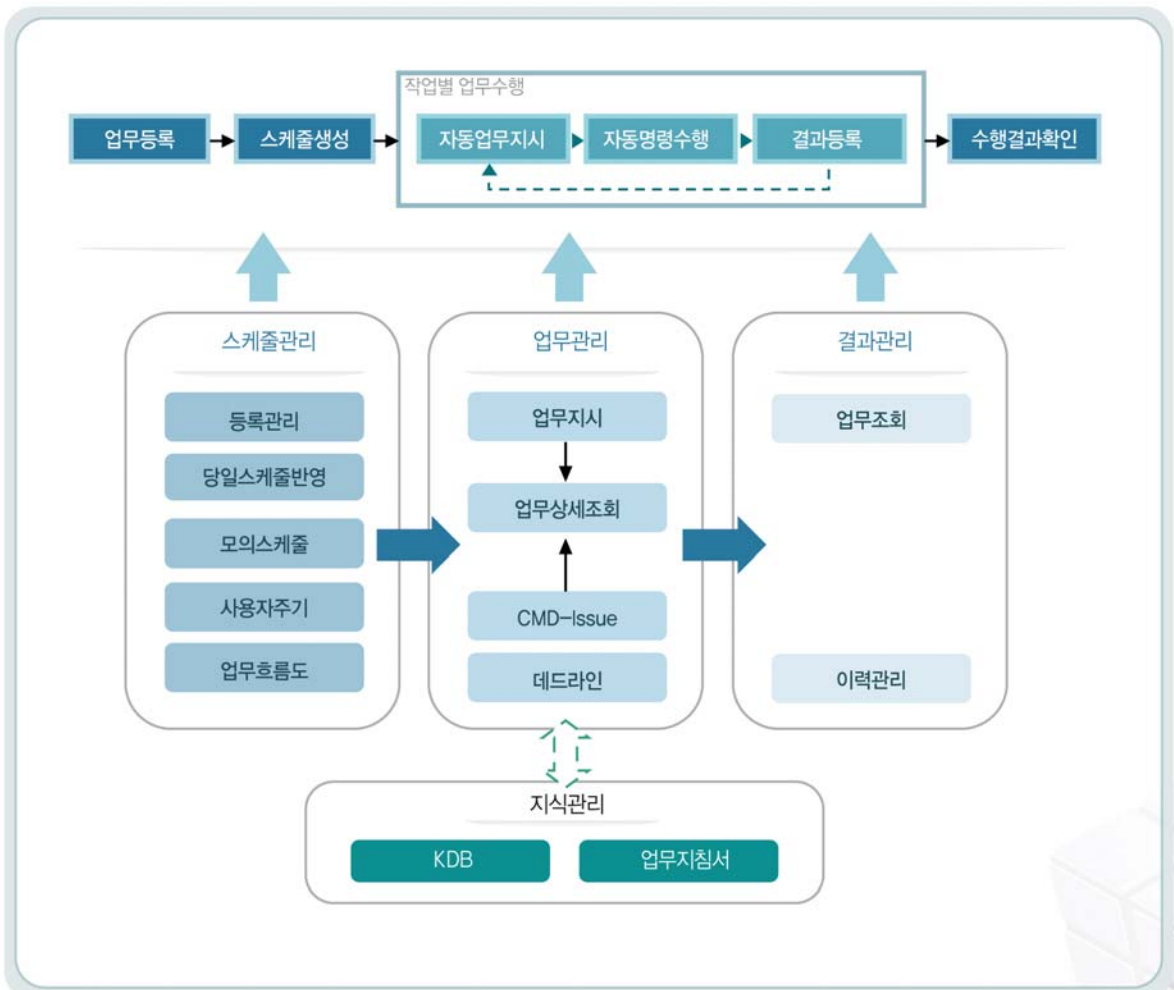 작업별 업무수행
업무등록
스케줄생성
자동업무지시
자동명령수행
결과등록
수행결과확인
스케줄관리
등록관리
당일스케줄반영
모의스케줄
사용자주기
업무흐름도
업무관리
업무지시
업무상세조회
CMD-Issue
데드라인
결과관리
업무조회
이력관리
지식관리
KDB
업무지침서